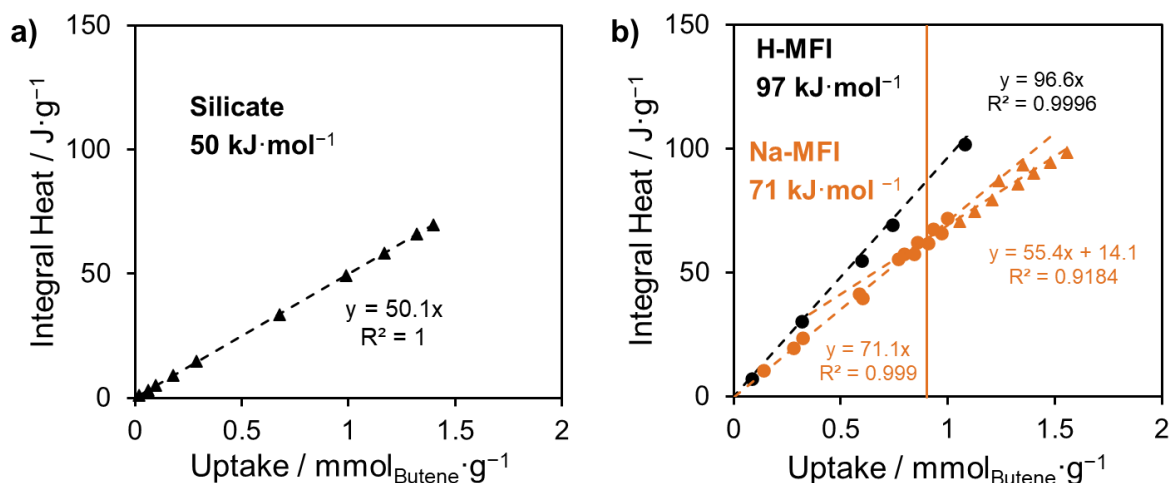 a)
Integral Heat / J·g⁻¹
150
100
50
0
Silicate
50 kJ·mol⁻¹
y = 50.1x
R² = 1
0
0.5
1
1.5
2
Uptake / mmol_Butene·g⁻¹
b)
Integral Heat / J·g⁻¹
150
100
50
0
H-MFI
97 kJ·mol⁻¹
y = 96.6x
R² = 0.9996
Na-MFI
71 kJ·mol ⁻¹
y = 55.4x + 14.1
R² = 0.9184
y = 71.1x
R² = 0.999
0
0.5
1
1.5
2
Uptake / mmol_Butene·g⁻¹